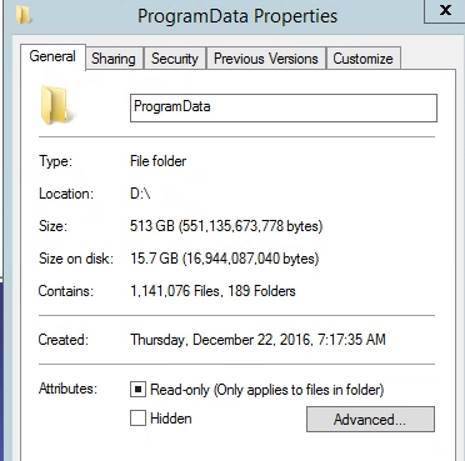 ProgramData Properties
x
General Sharing Security Previous Versions Customize
ProgramData
Type: File folder
Location: D:\
Size: 513 GB (551,135,673,778 bytes)
Size on disk: 15.7 GB (16,944,087,040 bytes)
Contains: 1,141,076 Files, 189 Folders
Created: Thursday, December 22, 2016, 7:17:35 AM
Attributes: Read-only (Only applies to files in folder)
Hidden Advanced...